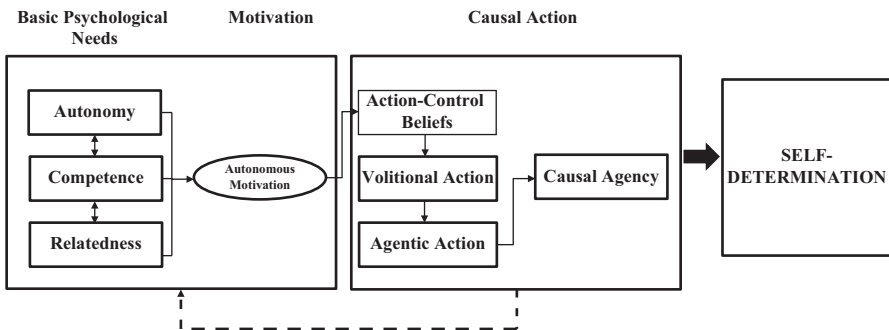 Basic Psychological
Needs
Motivation
Causal Action
Autonomy
Competence
Relatedness
Autonomous
Motivation
Action-Control
Beliefs
Volitional Action
Agentic Action
Causal Agency
SELF-
DETERMINATION